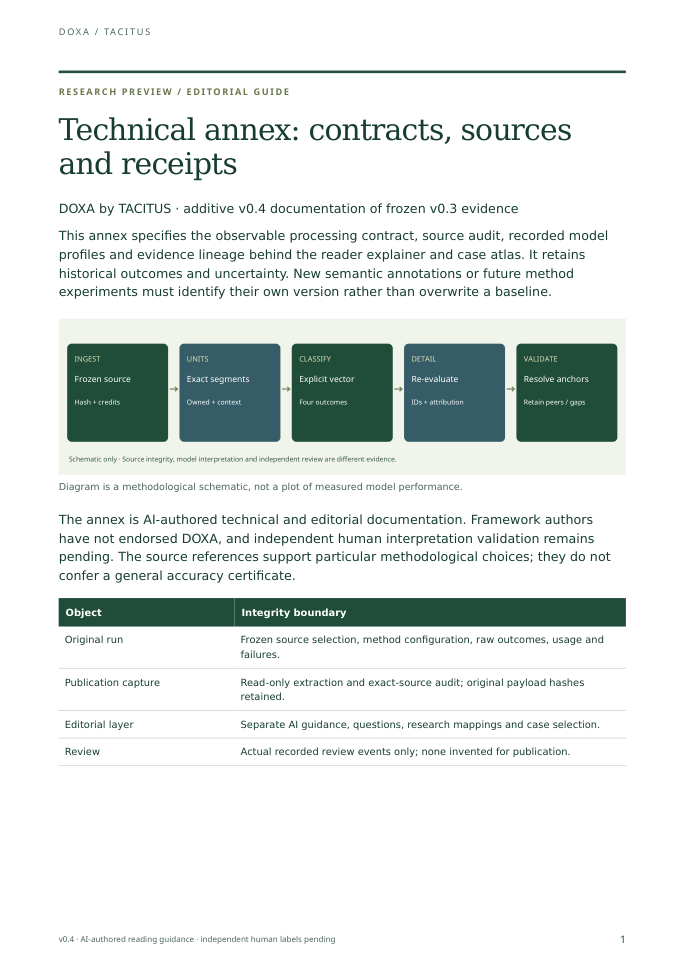 DOXA / TACITUS
RESEARCH PREVIEW / EDITORIAL GUIDE
Technical annex: contracts, sources
and receipts
DOXA by TACITUS · additive v0.4 documentation of frozen v0.3 evidence
This annex specifies the observable processing contract, source audit, recorded model
profiles and evidence lineage behind the reader explainer and case atlas. It retains
historical outcomes and uncertainty. New semantic annotations or future method
experiments must identify their own version rather than overwrite a baseline.
INGEST
Frozen source
Hash + credits
→
UNITS
Exact segments
Owned + context
→
CLASSIFY
Explicit vector
Four outcomes
→
DETAIL
Re-evaluate
IDs + attribution
→
VALIDATE
Resolve anchors
Retain peers / gaps
Schematic only · Source integrity, model interpretation and independent review are different evidence.
Diagram is a methodological schematic, not a plot of measured model performance.
The annex is AI-authored technical and editorial documentation. Framework authors
have not endorsed DOXA, and independent human interpretation validation remains
pending. The source references support particular methodological choices; they do not
confer a general accuracy certificate.
Object Integrity boundary
Original run Frozen source selection, method configuration, raw outcomes, usage and
failures.
Publication capture Read-only extraction and exact-source audit; original payload hashes
retained.
Editorial layer Separate AI guidance, questions, research mappings and case selection.
Review Actual recorded review events only; none invented for publication.
v0.4 · AI-authored reading guidance · independent human labels pending 1